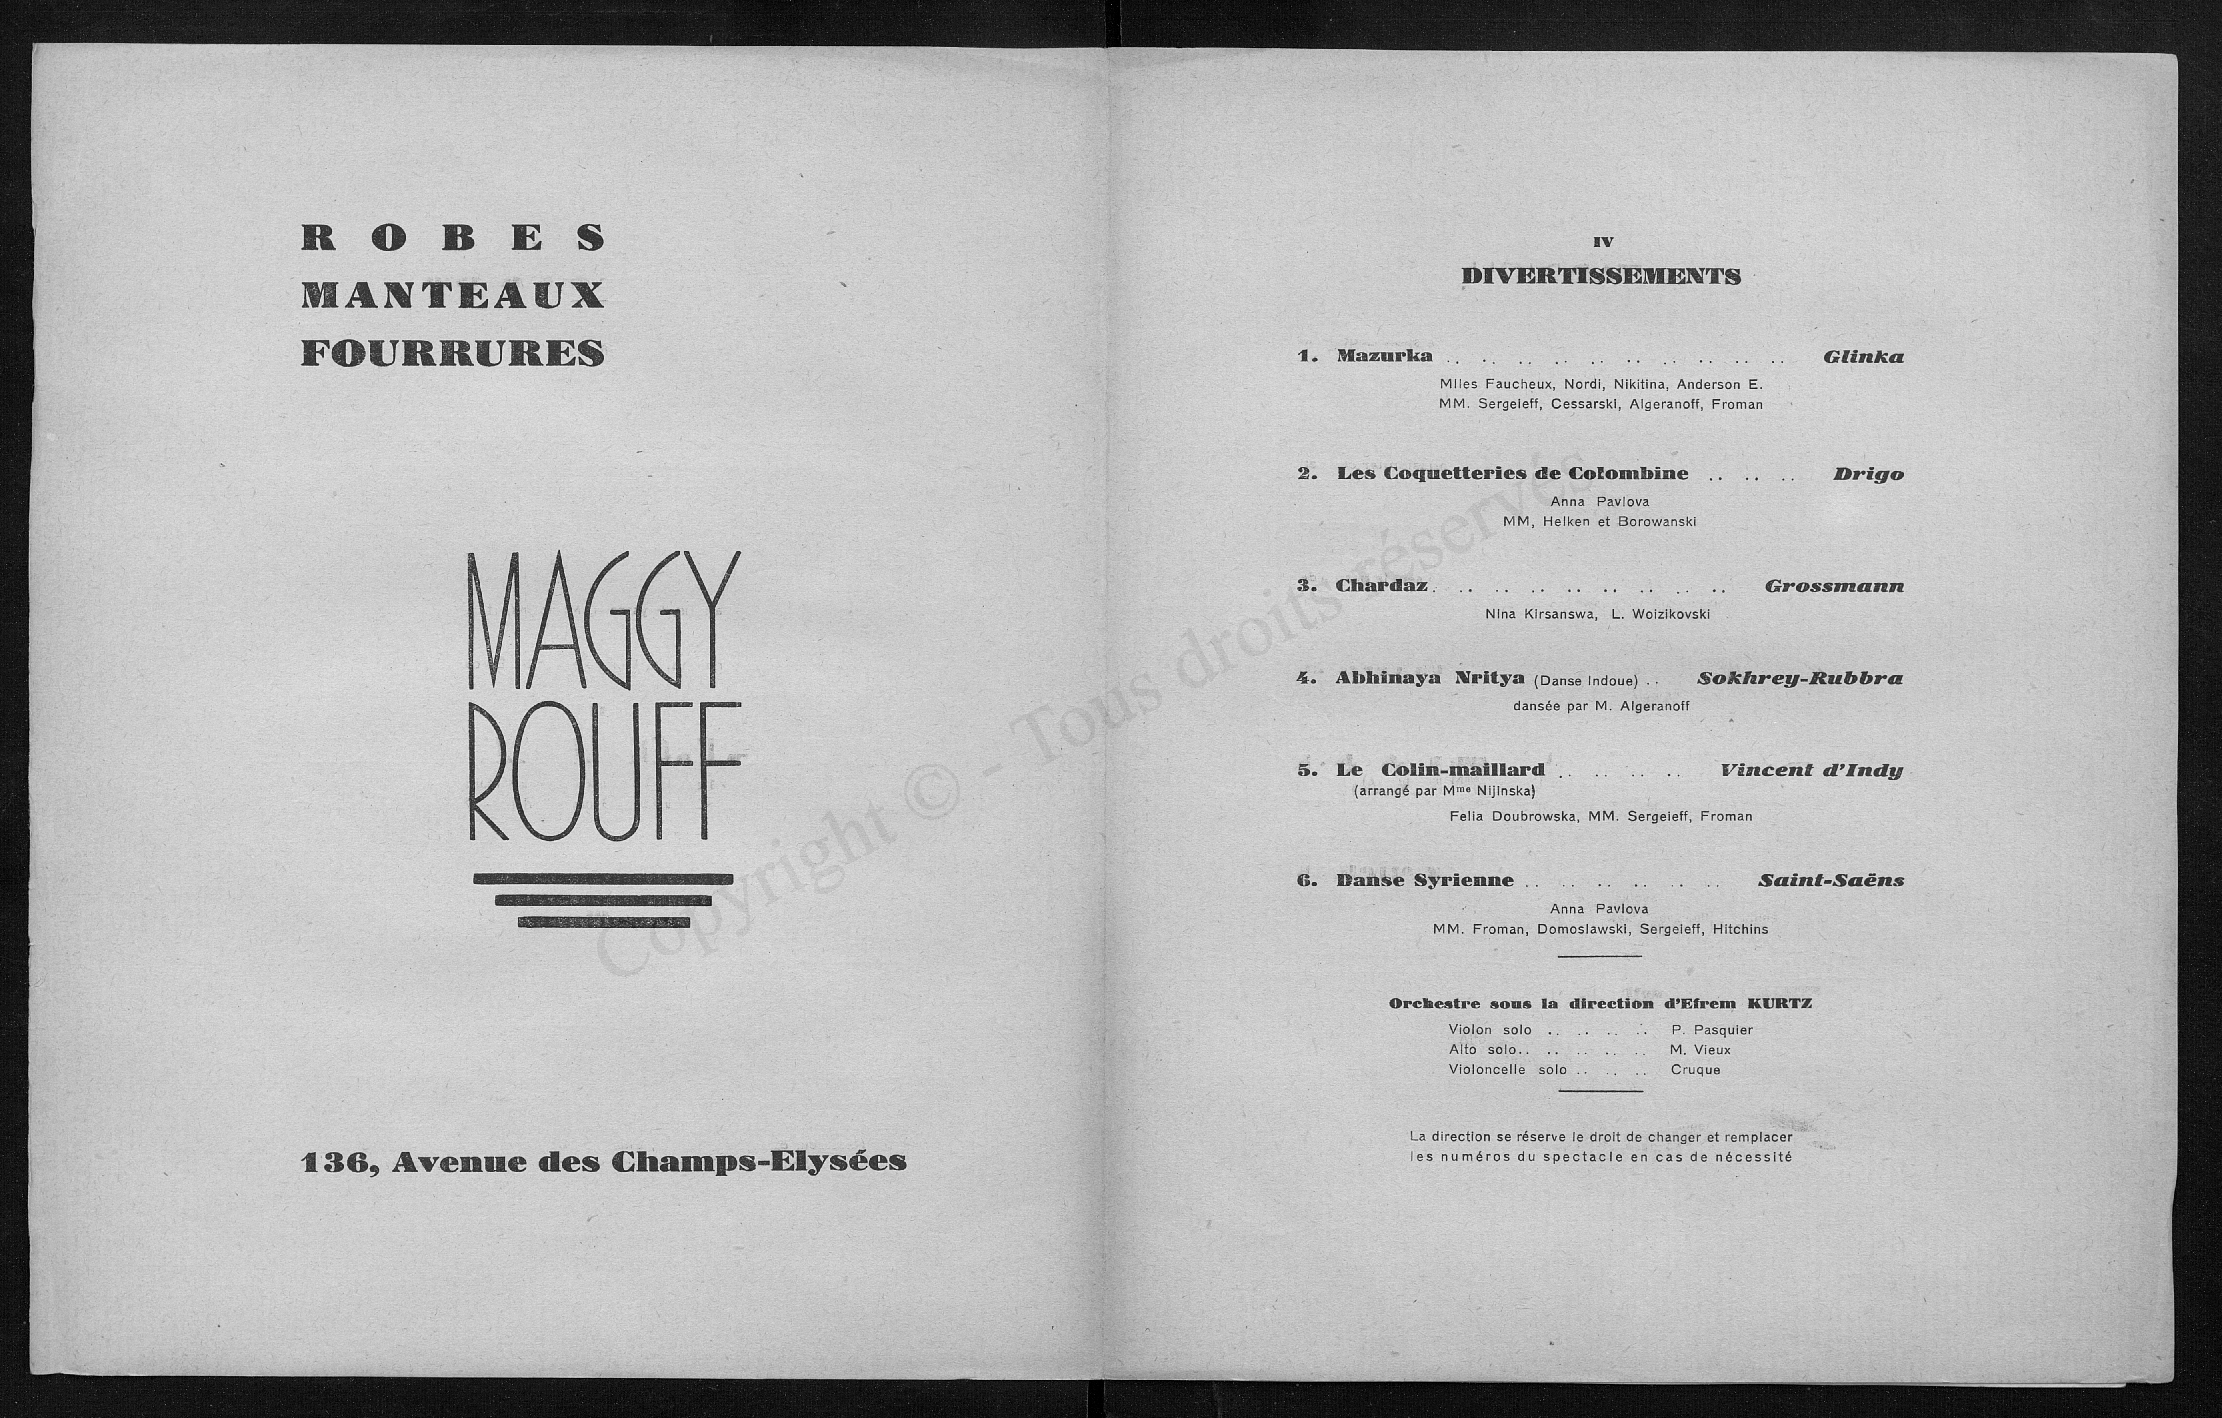 ROBES
MANTEAUX
FOURRURES
MAGGY
ROUFF
136, Avenue des Champs-Elysées
IV
DIVERTISSEMENTS
1. Mazurka .. .. .. .. .. .. .. .. .. .. Glinka
Mlles Faucheux, Nordi, Nikitina, Anderson E.
MM. Sergeieff, Cessarski, Algeranoff, Froman
2. Les Coquetteries de Colombine .. .. .. Drigo
Anna Pavlova
MM, Helken et Borowanski
3. Chardaz. .. .. .. .. .. .. .. .. Grossmann
Nina Kirsanswa, L. Woizikovski
4. Abhinaya Nritya (Danse Indoue) .. Sokhrey-Rubbra
dansée par M. Algeranoff
5. Le Colin-maillard .. .. .. .. Vincent d'Indy
(arrangé par Mme Nijinska)
Felia Doubrowska, MM. Sergeieff, Froman
6. Danse Syrienne .. .. .. .. .. .. Saint-Saëns
Anna Pavlova
MM. Froman, Domoslawski, Sergeieff, Hitchins
Orchestre sous la direction d'Efrem KURTZ
Violon solo .. .. .. .. P. Pasquier
Alto solo.. .. .. .. .. M. Vieux
Violoncelle solo .. .. .. Cruque
La direction se réserve le droit de changer et remplacer
les numéros du spectacle en cas de nécessité
Copyright © - Tous droits réservés